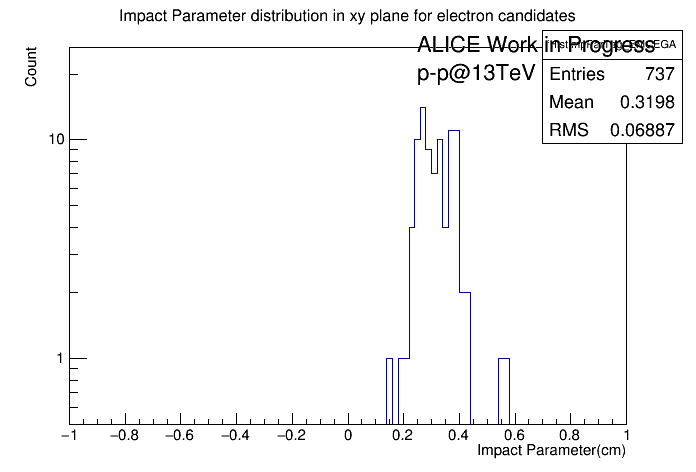 Impact Parameter distribution in xy plane for electron candidates
Count
ALICE Work in Progress
p-p@13TeV
Entries 737
Mean 0.3198
RMS 0.06887
10
1
−1 −0.8 −0.6 −0.4 −0.2 0 0.2 0.4 0.6 0.8 1
Impact Parameter(cm)